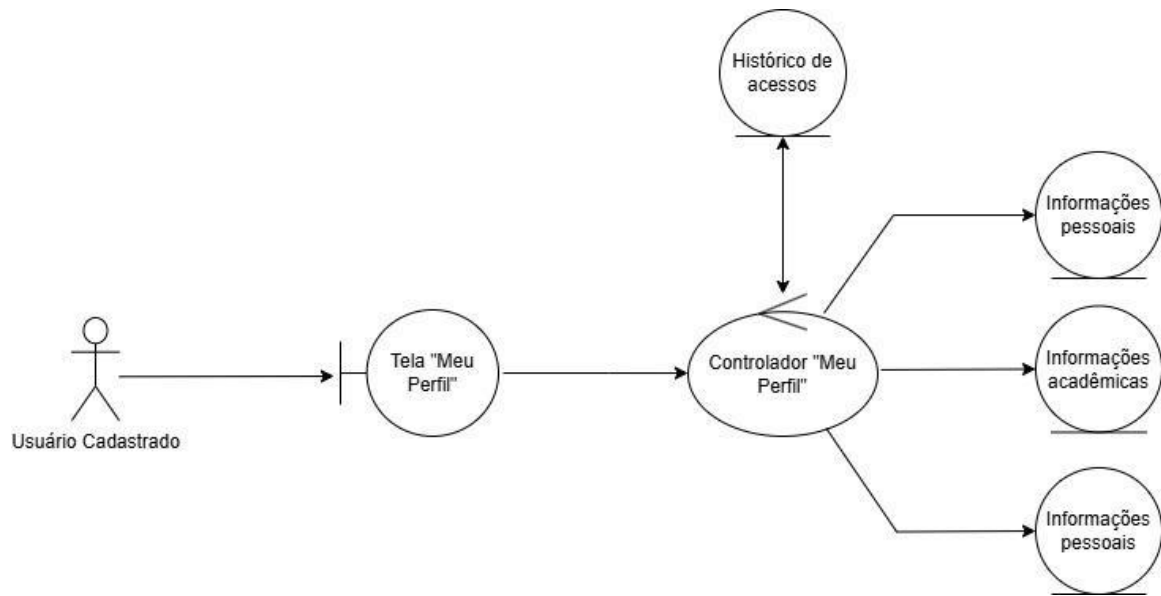 Histórico de
acessos
Informações
pessoais
Tela "Meu
Perfil"
Controlador "Meu
Perfil"
Informações
acadêmicas
Usuário Cadastrado
Informações
pessoais